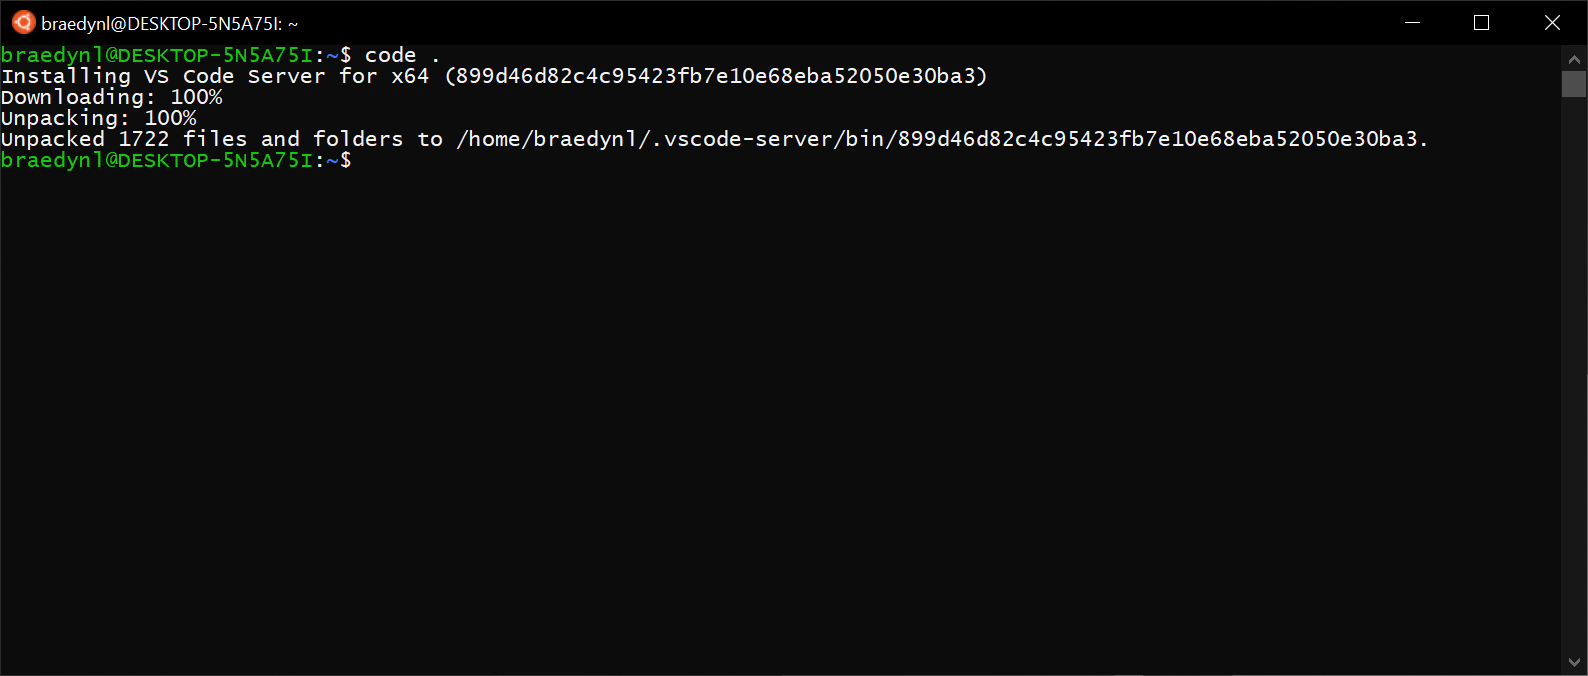 braedynl@DESKTOP-5N5A75I: ~
braedynl@DESKTOP-5N5A75I:~$ code .
Installing VS Code Server for x64 (899d46d82c4c95423fb7e10e68eba52050e30ba3)
Downloading: 100%
Unpacking: 100%
Unpacked 1722 files and folders to /home/braedynl/.vscode-server/bin/899d46d82c4c95423fb7e10e68eba52050e30ba3.
braedynl@DESKTOP-5N5A75I:~$